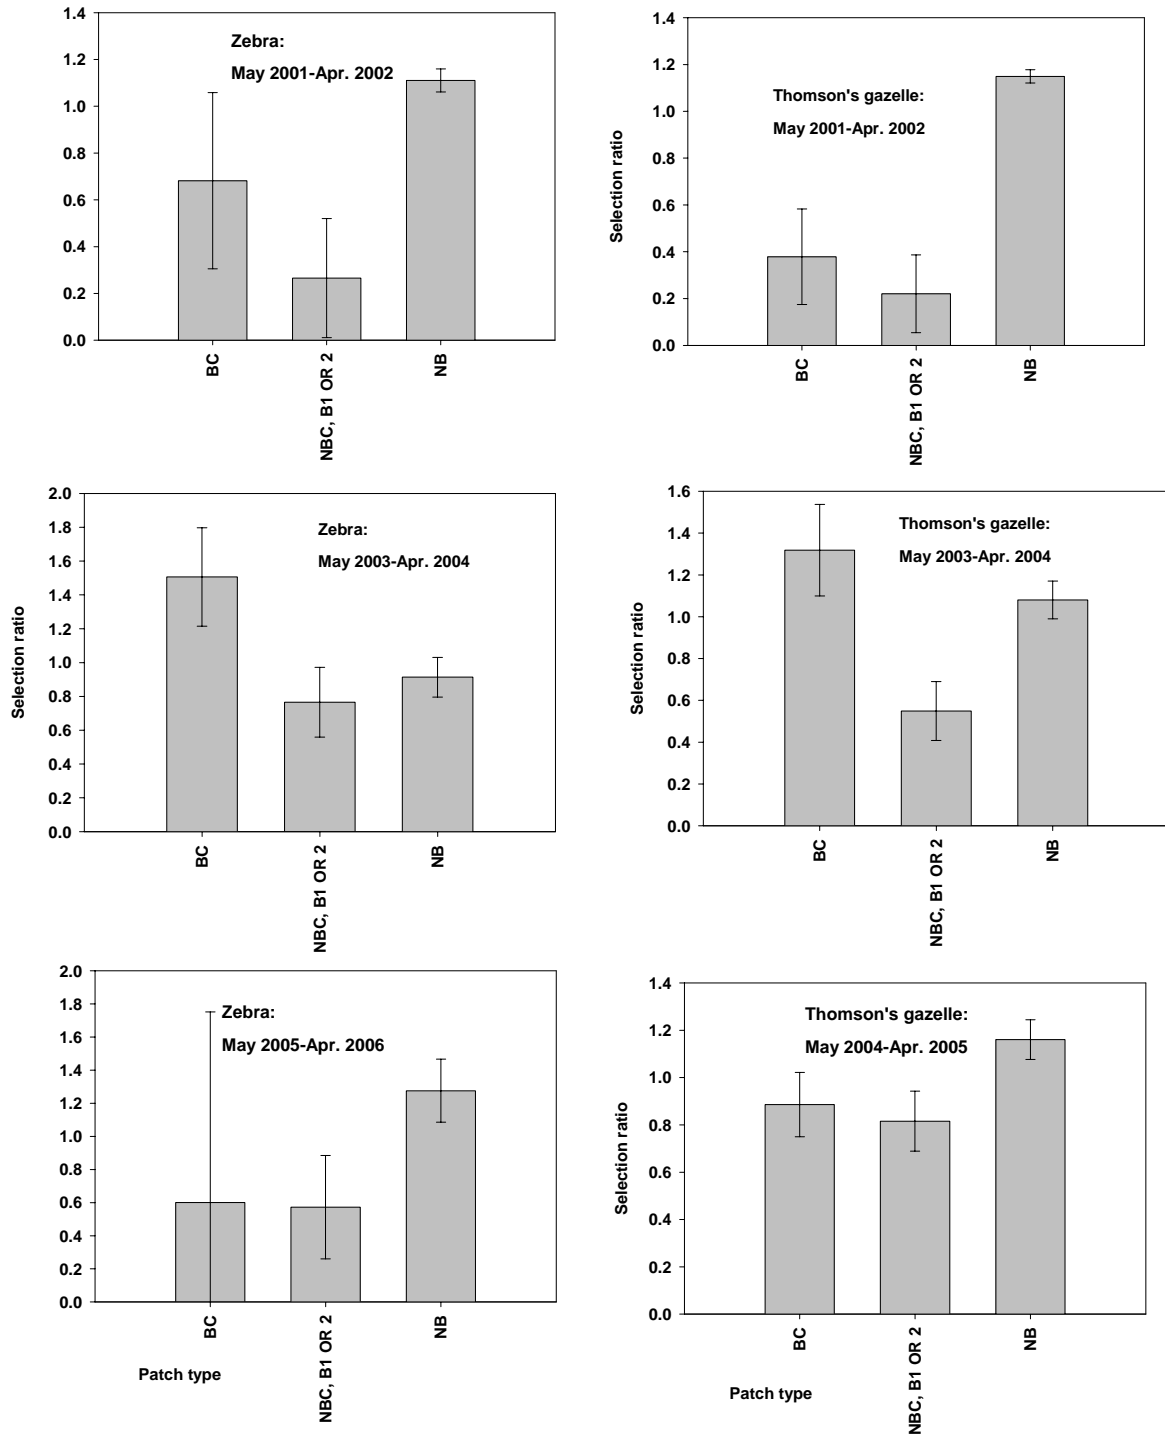 Zebra:
May 2001-Apr. 2002
1.4
1.2
1.0
0.8
0.6
0.4
0.2
0.0
BC
NBC, B1 OR 2
NB
Thomson's gazelle:
May 2001-Apr. 2002
Selection ratio
1.4
1.2
1.0
0.8
0.6
0.4
0.2
0.0
BC
NBC, B1 OR 2
NB
Zebra:
May 2003-Apr. 2004
Selection ratio
2.0
1.8
1.6
1.4
1.2
1.0
0.8
0.6
0.4
0.2
0.0
BC
NBC, B1 OR 2
NB
Thomson's gazelle:
May 2003-Apr. 2004
Selection ratio
1.6
1.4
1.2
1.0
0.8
0.6
0.4
0.2
0.0
BC
NBC, B1 OR 2
NB
Zebra:
May 2005-Apr. 2006
2.0
1.8
1.6
1.4
1.2
1.0
0.8
0.6
0.4
0.2
0.0
BC
NBC, B1 OR 2
NB
Patch type
Thomson's gazelle:
May 2004-Apr. 2005
Selection ratio
1.4
1.2
1.0
0.8
0.6
0.4
0.2
0.0
BC
NBC, B1 OR 2
NB
Patch type